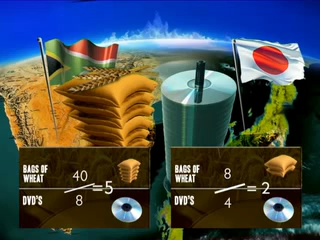 BAGS OF WHEAT 40
DVD'S 8
=5
BAGS OF WHEAT 8
DVD'S 4
=2